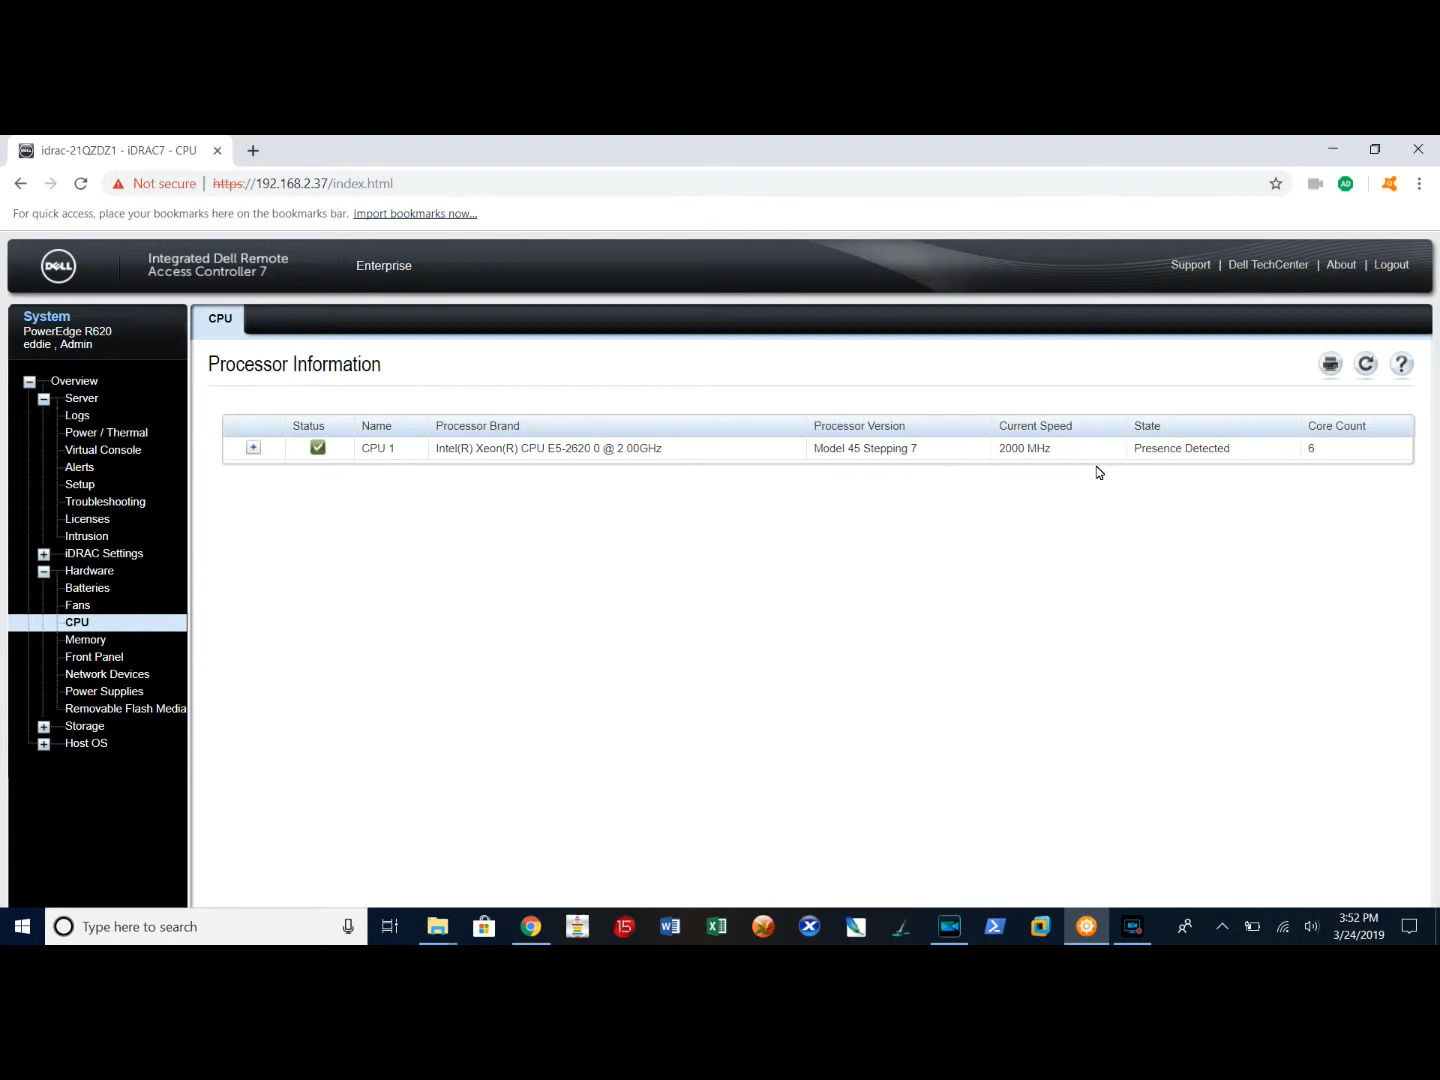 idrac-21QZDZ1 - iDRAC7 - CPU
Not secure | https://192.168.2.37/index.html
AD
For quick access, place your bookmarks here on the bookmarks bar. Import bookmarks now...
DELL
Integrated Dell Remote
Access Controller 7
Enterprise
Support | Dell TechCenter | About | Logout
System
PowerEdge R620
eddie , Admin
CPU
Processor Information
Overview
Server
Logs
Power / Thermal
Virtual Console
Alerts
Setup
Troubleshooting
Licenses
Intrusion
iDRAC Settings
Hardware
Batteries
Fans
CPU
Memory
Front Panel
Network Devices
Power Supplies
Removable Flash Media
Storage
Host OS
Status Name Processor Brand Processor Version Current Speed State Core Count
CPU 1 Intel(R) Xeon(R) CPU E5-2620 0 @ 2.00GHz Model 45 Stepping 7 2000 MHz Presence Detected 6
Type here to search
15
3:52 PM
3/24/2019